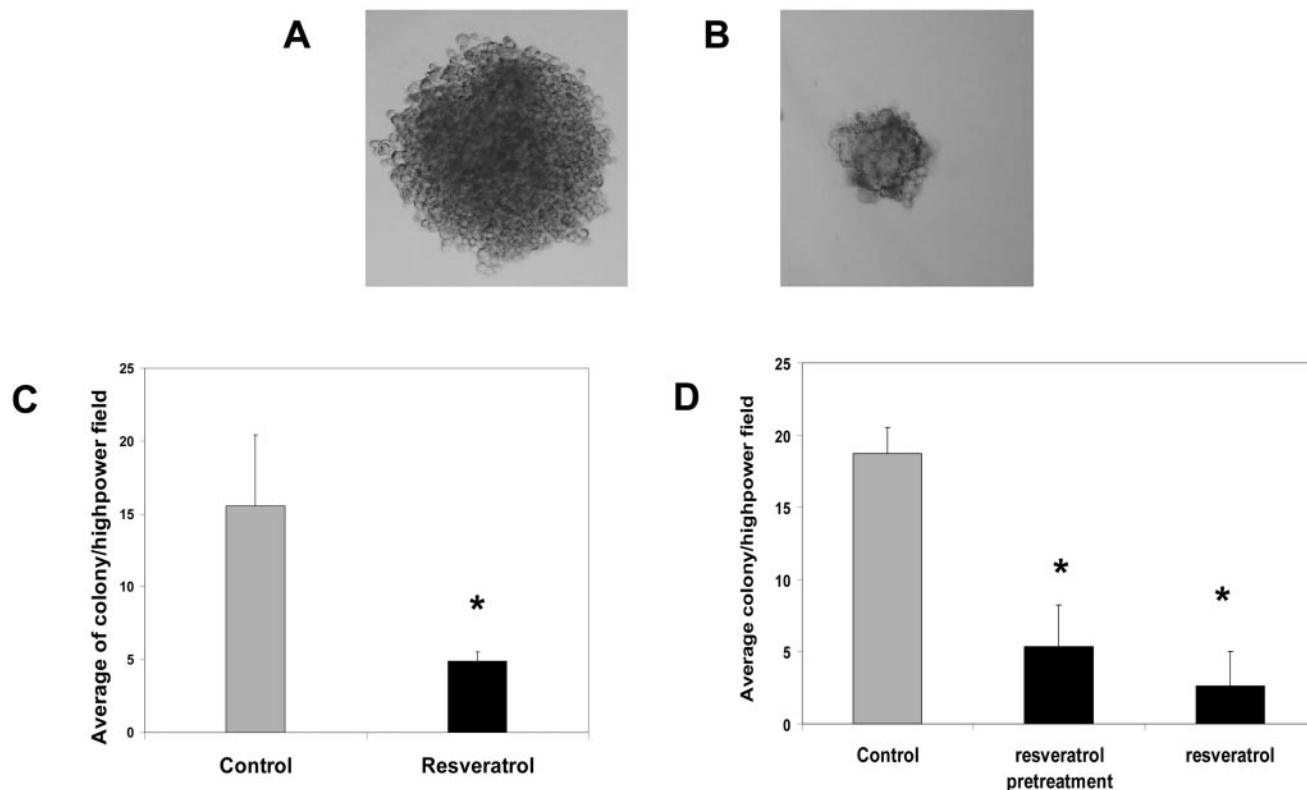 A
B
C
Average of colony/highpower field
25
20
15
10
5
0
*
Control
Resveratrol
D
Average colony/highpower field
25
20
15
10
5
0
*
*
Control
resveratrol
pretreatment
resveratrol